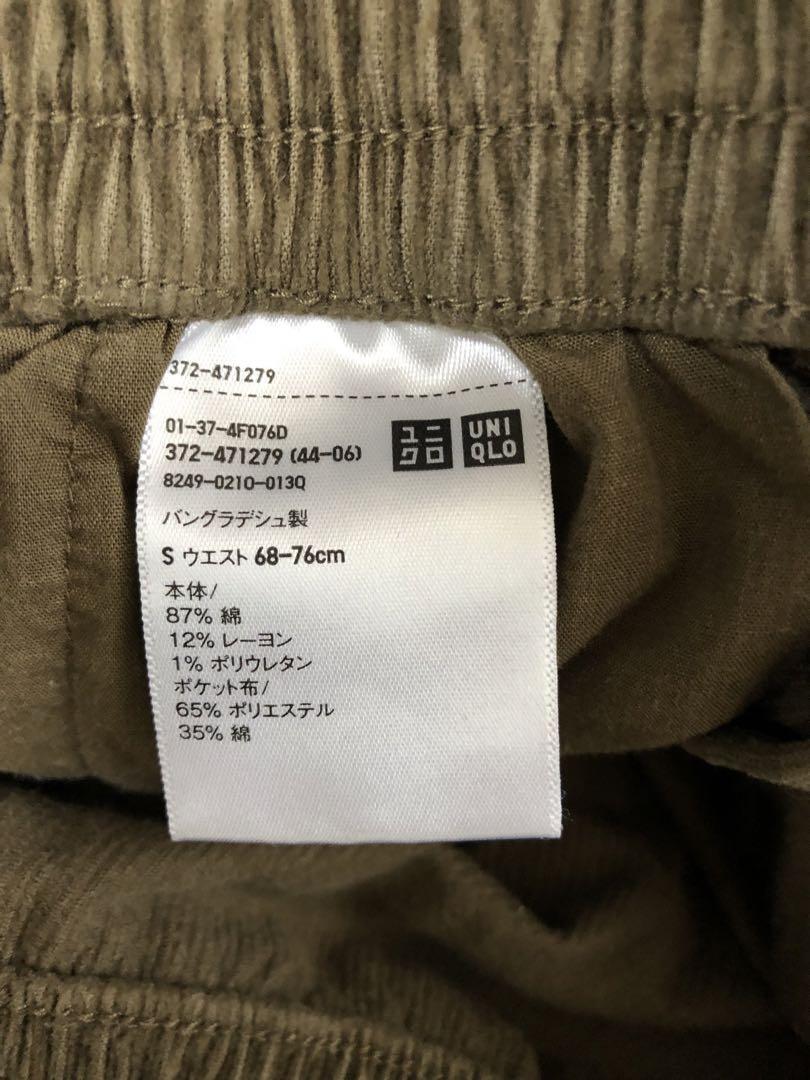 372-471279
01-37-4F076D
372-471279 (44-06)
8249-0210-013Q
ユニ
クロ
UNI
QLO
バングラデシュ製
S ウエスト 68-76cm
本体/
87% 綿
12% レーヨン
1% ポリウレタン
ポケット布/
65% ポリエステル
35% 綿